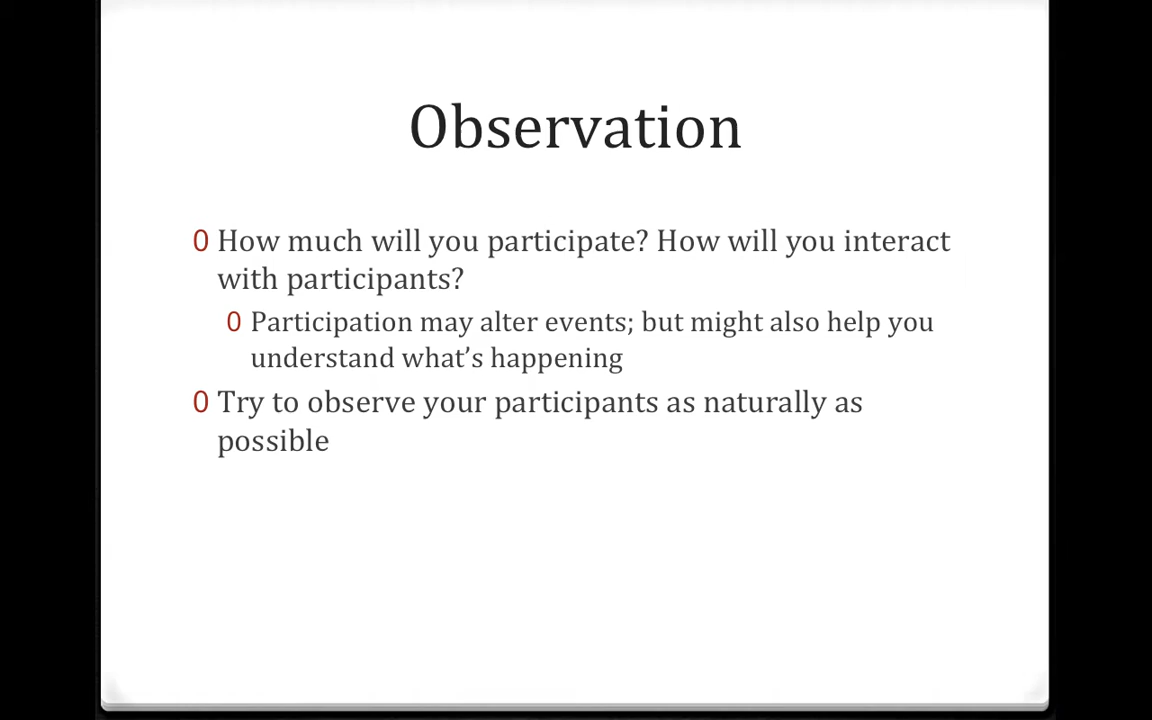 Observation
0 How much will you participate? How will you interact
with participants?
0 Participation may alter events; but might also help you
understand what’s happening
0 Try to observe your participants as naturally as
possible